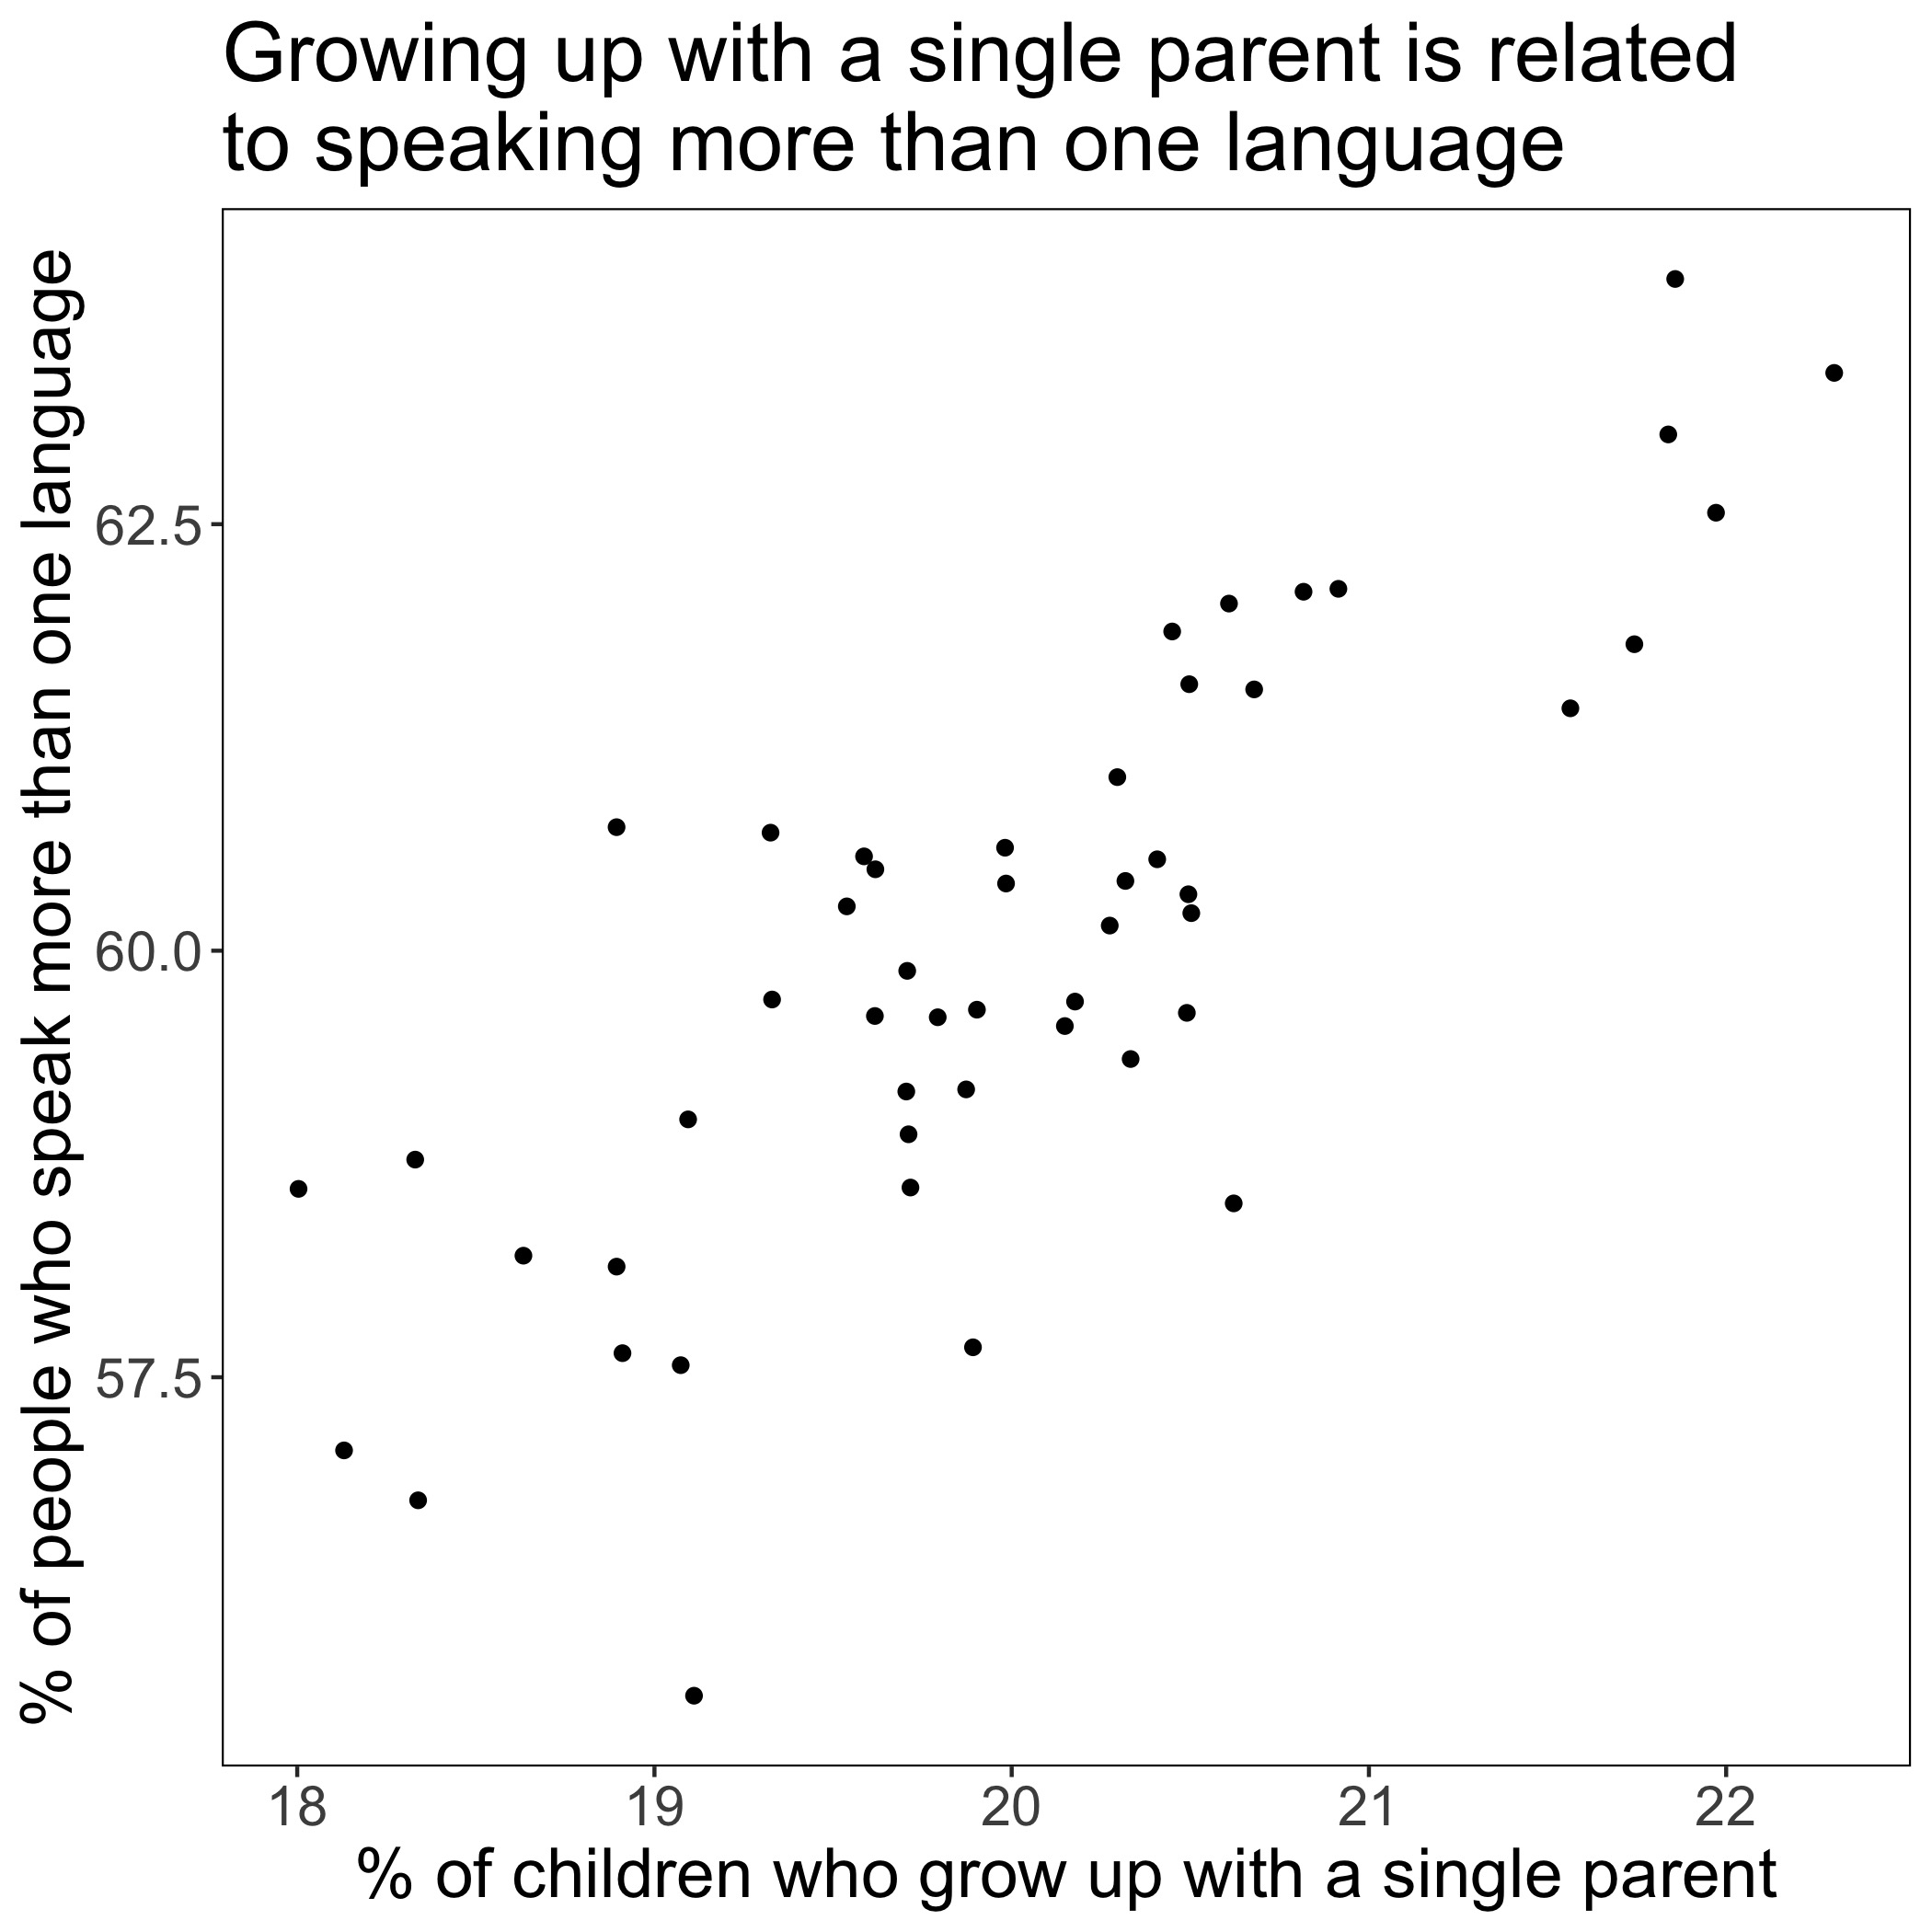 Growing up with a single parent is related
to speaking more than one language
% of people who speak more than one language
62.5
60.0
57.5
18 19 20 21 22
% of children who grow up with a single parent